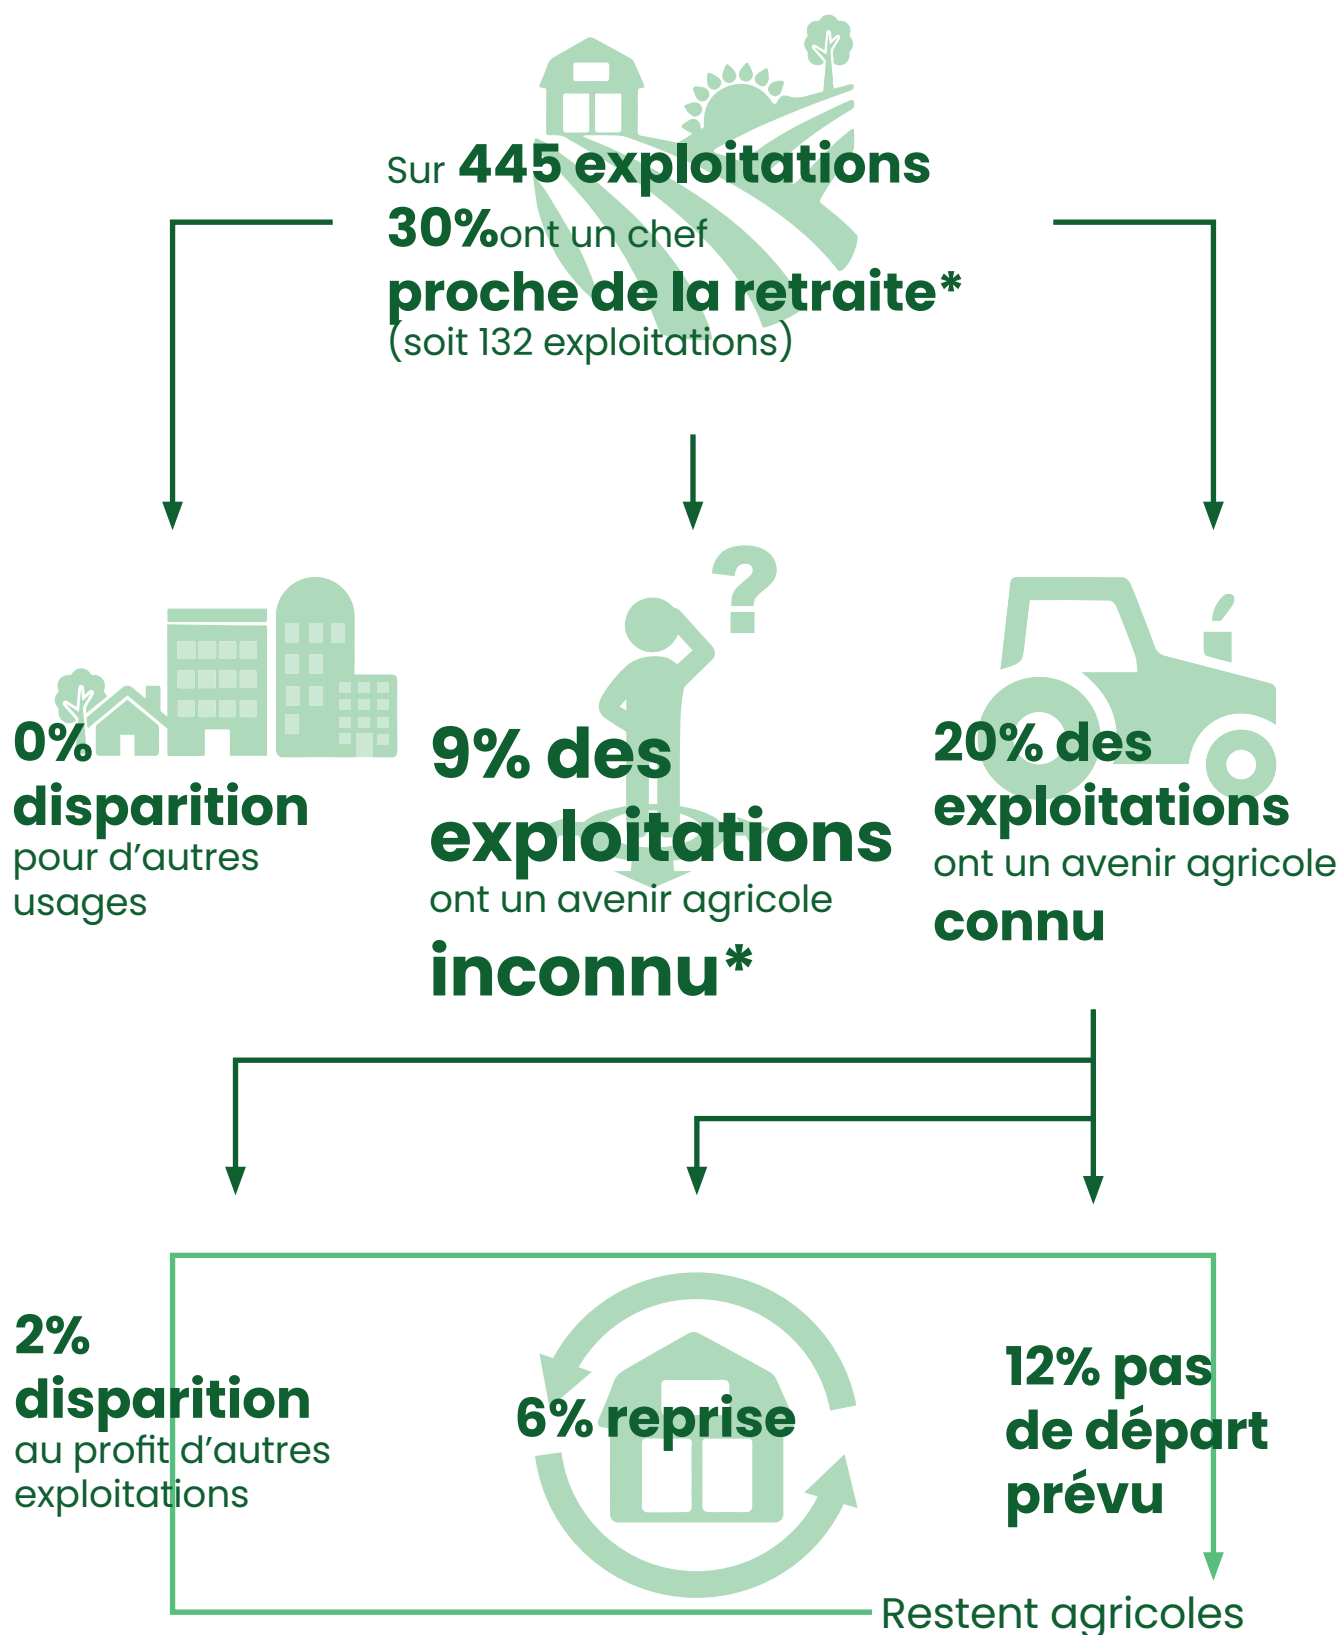 Sur 445 exploitations
30%ont un chef
proche de la retraite*
(soit 132 exploitations)
?
0%
disparition
pour d’autres
usages
9% des
exploitations
ont un avenir agricole
inconnu*
20% des
exploitations
ont un avenir agricole
connu
2%
disparition
au profit d’autres
exploitations
6% reprise
12% pas
de départ
prévu
Restent agricoles